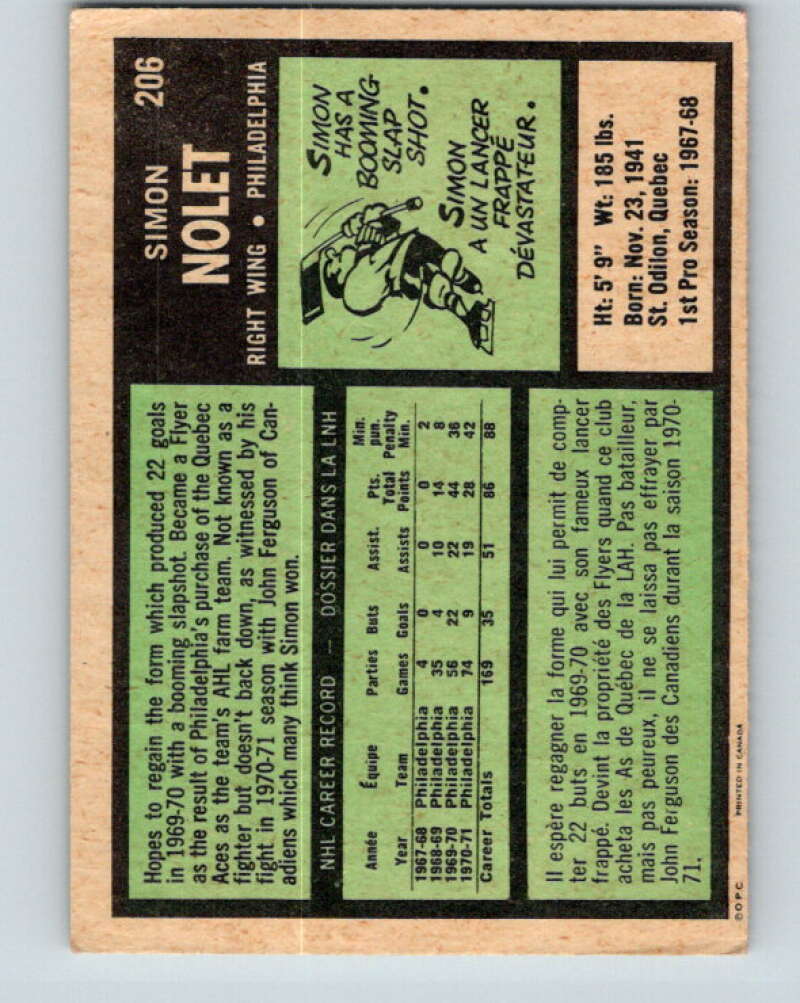 206
SIMON
NOLET
RIGHT WING • PHILADELPHIA
Hopes to regain the form which produced 22 goals
in 1969-70 with a booming slapshot. Became a Flyer
as the result of Philadelphia's purchase of the Quebec
Aces as the team's AHL farm team. Not known as a
fighter but doesn't back down, as witnessed by his
fight in 1970-71 season with John Ferguson of Can-
adiens which many think Simon won.
SIMON
HAS A
BOOMING
SLAP
SHOT.
SIMON
A UN LANCER
FRAPPÉ
DÉVASTATEUR.
NHL CAREER RECORD — DOSSIER DANS LA LNH
Année Équipe Parties Buts Assist. Pts. Total Min. pun.
Year Team Games Goals Assists Points Penalty Min.
1967-68 Philadelphia 4 0 0 0 2
1968-69 Philadelphia 35 4 10 14 8
1969-70 Philadelphia 56 22 22 44 36
1970-71 Philadelphia 74 9 19 28 42
Career Totals 169 35 51 86 88
Ht: 5' 9" Wt: 185 lbs.
Born: Nov. 23, 1941
St. Odilon, Quebec
1st Pro Season: 1967-68
Il espère regagner la forme qui lui permit de comp-
ter 22 buts en 1969-70 avec son fameux lancer
frappé. Devint la propriété des Flyers quand ce club
acheta les As de Québec de la LAH. Pas batailleur,
mais pas peureux, il ne se laissa pas effrayer par
John Ferguson des Canadiens durant la saison 1970-
71.
© O.P.C. PRINTED IN CANADA